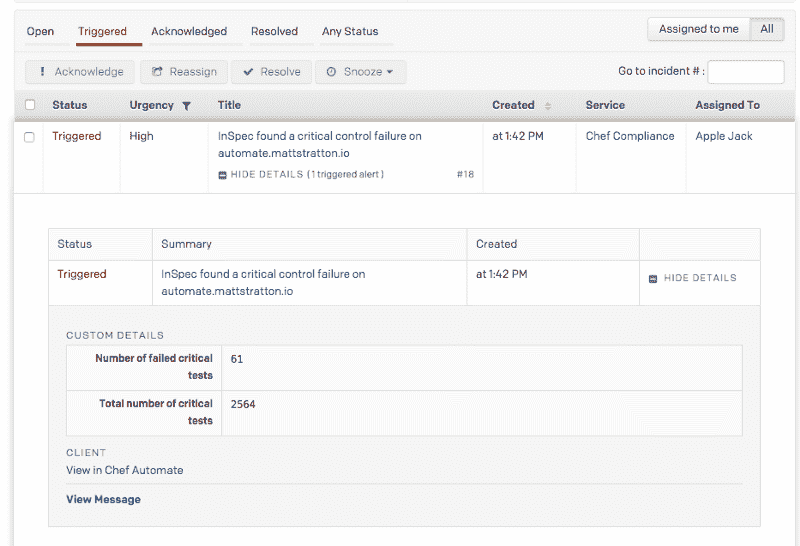 Open Triggered Acknowledged Resolved Any Status Assigned to me All
Acknowledge Reassign Resolve Snooze Go to incident # :
Status Urgency Title Created Service Assigned To
Triggered High InSpec found a critical control failure on at 1:42 PM Chef Compliance Apple Jack
automate.mattstratton.io
HIDE DETAILS (1 triggered alert) #18
Status Summary Created
Triggered InSpec found a critical control failure on at 1:42 PM HIDE DETAILS
automate.mattstratton.io
CUSTOM DETAILS
Number of failed critical 61
tests
Total number of critical 2564
tests
CLIENT
View in Chef Automate
View Message